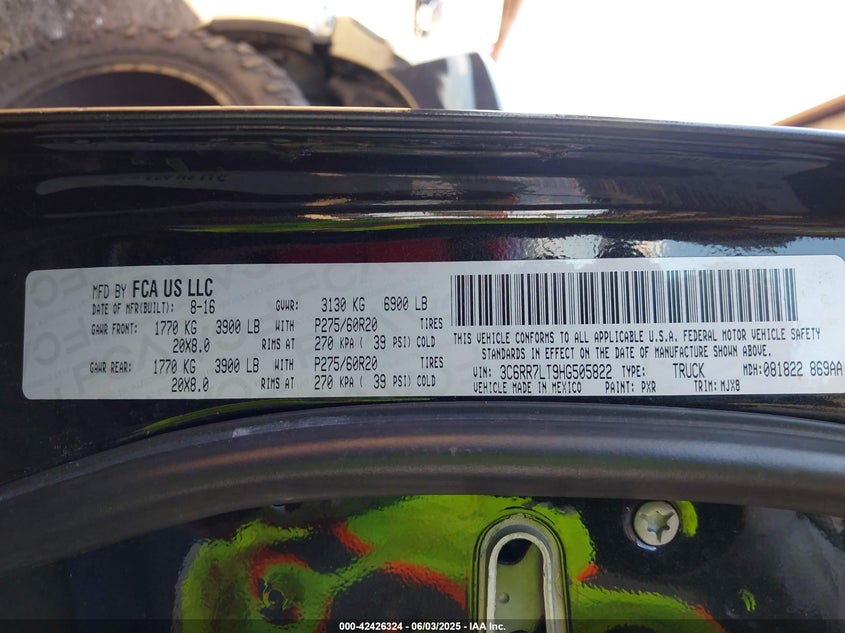 MFD BY FCA US LLC
DATE OF MFR(BUILT): 8-16 GVWR: 3130 KG 6900 LB
GAWR FRONT: 1770 KG 3900 LB WITH P275/60R20 TIRES
20X8.0 RIMS AT 270 KPA ( 39 PSI) COLD
GAWR REAR: 1770 KG 3900 LB WITH P275/60R20 TIRES
20X8.0 RIMS AT 270 KPA ( 39 PSI) COLD
THIS VEHICLE CONFORMS TO ALL APPLICABLE U.S.A. FEDERAL MOTOR VEHICLE SAFETY
STANDARDS IN EFFECT ON THE DATE OF MANUFACTURE SHOWN ABOVE.
VIN: 3C6RR7LT9HG505822 TYPE: TRUCK MDH: 081822 869AA
VEHICLE MADE IN MEXICO PAINT: PXR TRIM: MJX8
000-42426324 - 06/03/2025 - IAA Inc.